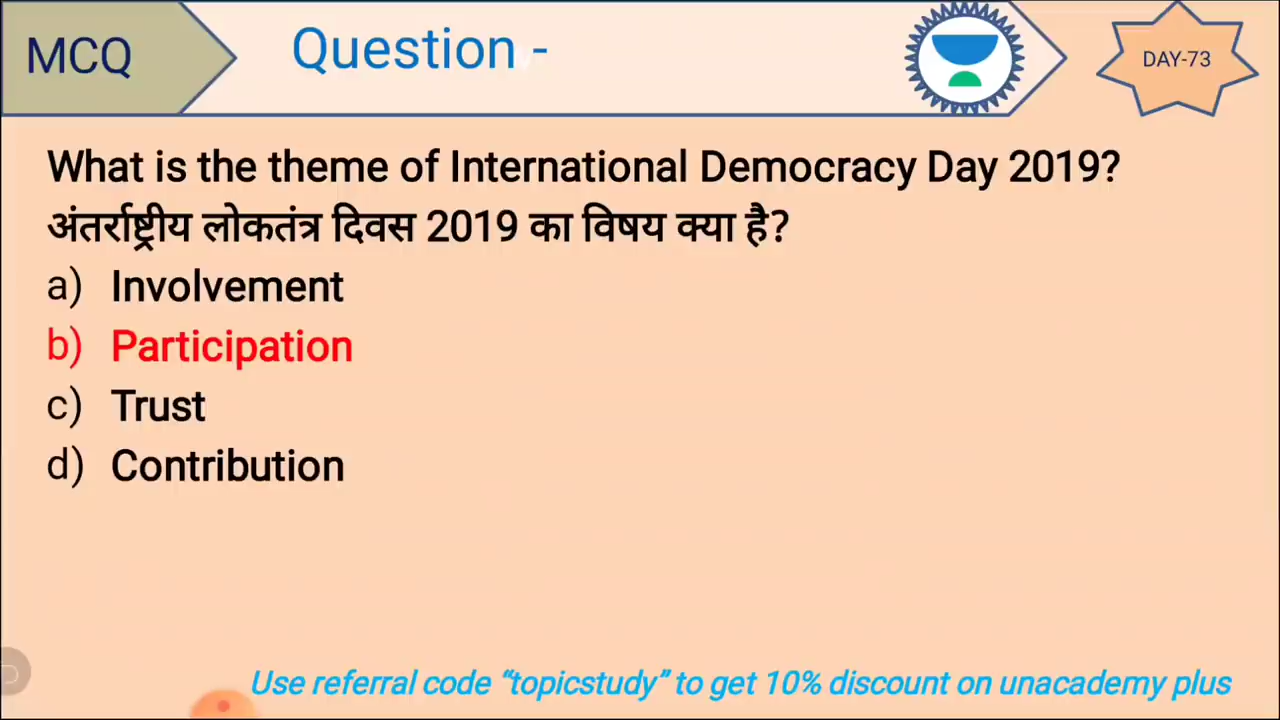 MCQ
Question -
DAY-73
What is the theme of International Democracy Day 2019?
अंतर्राष्ट्रीय लोकतंत्र दिवस 2019 का विषय क्या है?
a) Involvement
b) Participation
c) Trust
d) Contribution
Use referral code “topicstudy” to get 10% discount on unacademy plus